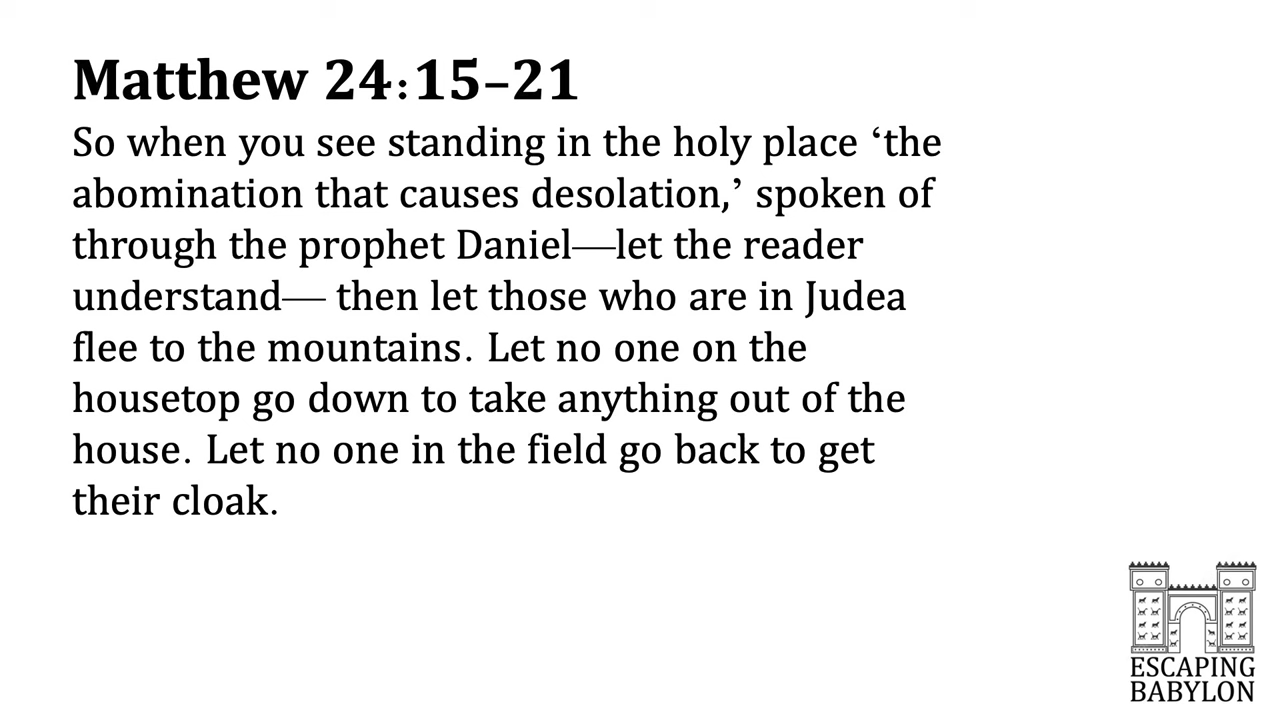 Matthew 24:15–21
So when you see standing in the holy place ‘the
abomination that causes desolation,’ spoken of
through the prophet Daniel—let the reader
understand— then let those who are in Judea
flee to the mountains. Let no one on the
housetop go down to take anything out of the
house. Let no one in the field go back to get
their cloak.
ESCAPING
BABYLON